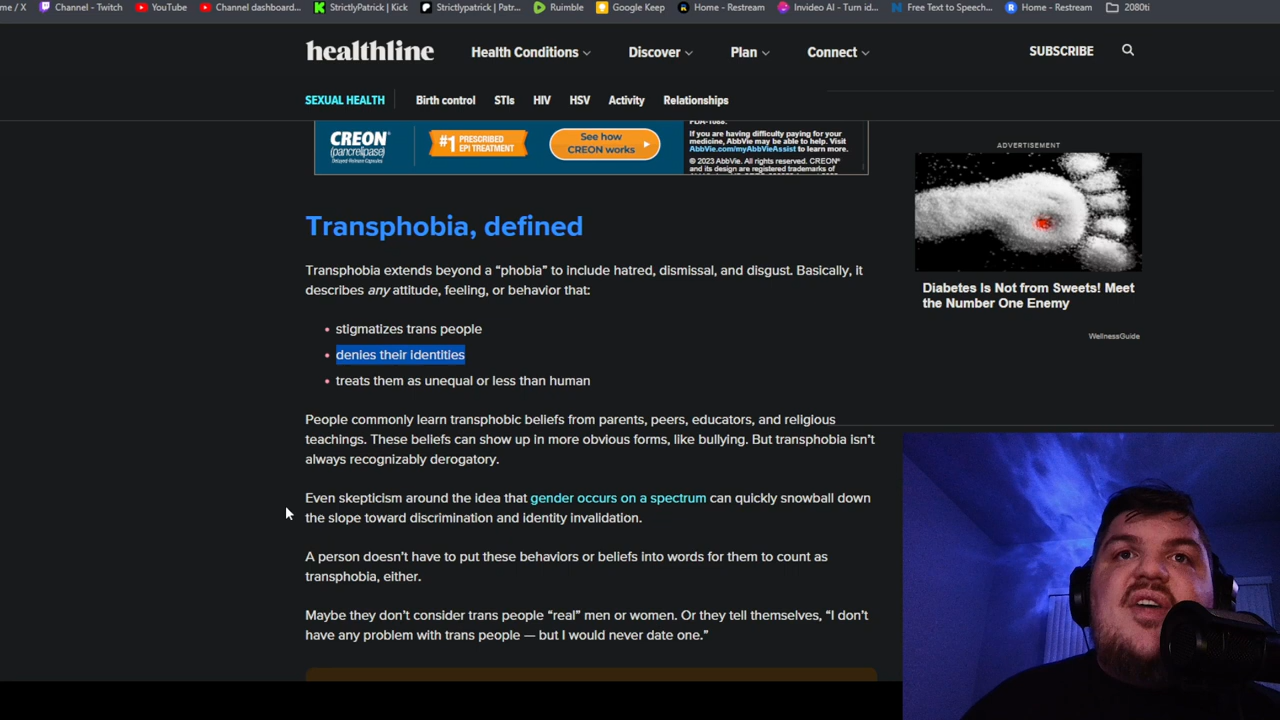 me / X
Channel - Twitch
YouTube
Channel dashboard...
StrictlyPatrick | Kick
Strictlypatrick | Patr...
Rumble
Google Keep
Home - Restream
Invideo AI - Turn id...
Free Text to Speech...
Home - Restream
2080ti
healthline
Health Conditions
Discover
Plan
Connect
SUBSCRIBE
SEXUAL HEALTH
Birth control
STIs
HIV
HSV
Activity
Relationships
CREON®
(pancrelipase)
Delayed-Release Capsules
#1 PRESCRIBED
EPI TREATMENT
See how
CREON works
If you are having difficulty paying for your
medicine, AbbVie may be able to help. Visit
AbbVie.com/myAbbVieAssist to learn more.
© 2023 AbbVie. All rights reserved. CREON®
and its design are registered trademarks of
ADVERTISEMENT
Diabetes Is Not from Sweets! Meet
the Number One Enemy
WellnessGuide
Transphobia, defined
Transphobia extends beyond a “phobia” to include hatred, dismissal, and disgust. Basically, it
describes any attitude, feeling, or behavior that:
• stigmatizes trans people
• denies their identities
• treats them as unequal or less than human
People commonly learn transphobic beliefs from parents, peers, educators, and religious
teachings. These beliefs can show up in more obvious forms, like bullying. But transphobia isn’t
always recognizably derogatory.
Even skepticism around the idea that gender occurs on a spectrum can quickly snowball down
the slope toward discrimination and identity invalidation.
A person doesn’t have to put these behaviors or beliefs into words for them to count as
transphobia, either.
Maybe they don’t consider trans people “real” men or women. Or they tell themselves, “I don’t
have any problem with trans people — but I would never date one.”